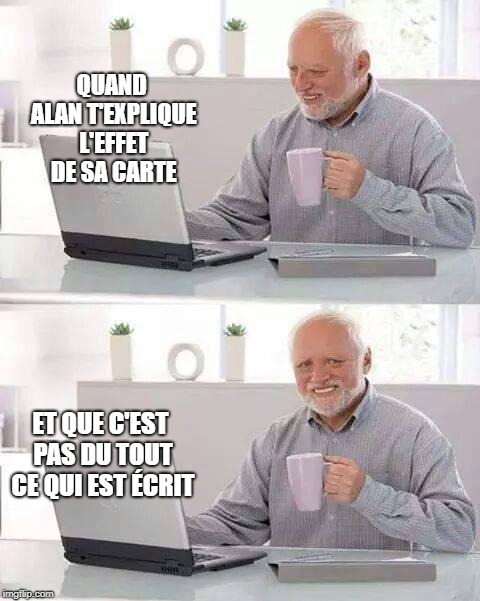 QUAND
ALAN T'EXPLIQUE
L'EFFET
DE SA CARTE
ET QUE C'EST
PAS DU TOUT
CE QUI EST ÉCRIT
imgflip.com